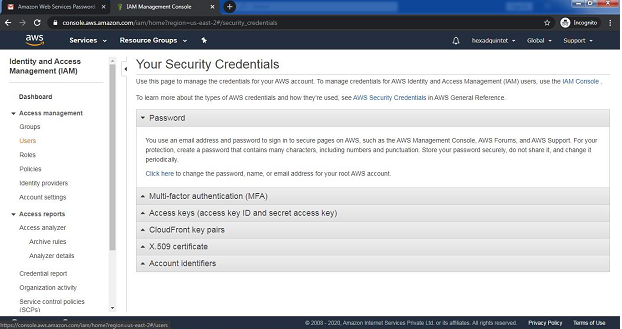 Amazon Web Services Password
IAM Management Console
console.aws.amazon.com/iam/home?region=us-east-2#/security_credentials
Incognito
aws
Services
Resource Groups
hexadquintet
Global
Support
Identity and Access
Management (IAM)
Dashboard
Access management
Groups
Users
Roles
Policies
Identity providers
Account settings
Access reports
Access analyzer
Archive rules
Analyzer details
Credential report
Organization activity
Service control policies
(SCPs)
Your Security Credentials
Use this page to manage the credentials for your AWS account. To manage credentials for AWS Identity and Access Management (IAM) users, use the IAM Console .
To learn more about the types of AWS credentials and how they're used, see AWS Security Credentials in AWS General Reference.
Password
You use an email address and password to sign in to secure pages on AWS, such as the AWS Management Console, AWS Forums, and AWS Support. For your
protection, create a password that contains many characters, including numbers and punctuation. Store your password securely, do not share it, and change it
periodically.
Click here to change the password, name, or email address for your root AWS account.
Multi-factor authentication (MFA)
Access keys (access key ID and secret access key)
CloudFront key pairs
X.509 certificate
Account identifiers
https://console.aws.amazon.com/iam/home?region=us-east-2#/users
© 2008 - 2020, Amazon Internet Services Private Ltd. or its affiliates. All rights reserved.
Privacy Policy
Terms of Use